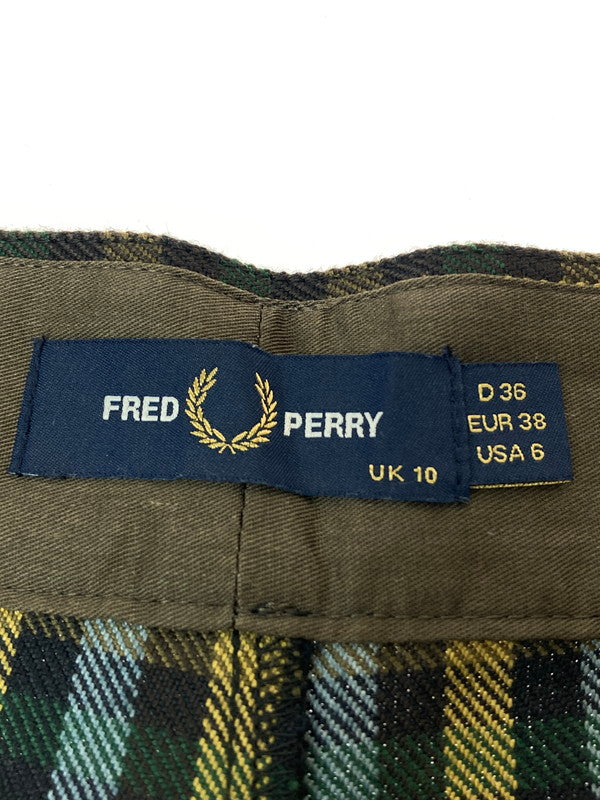 FRED PERRY
UK 10
D 36
EUR 38
USA 6